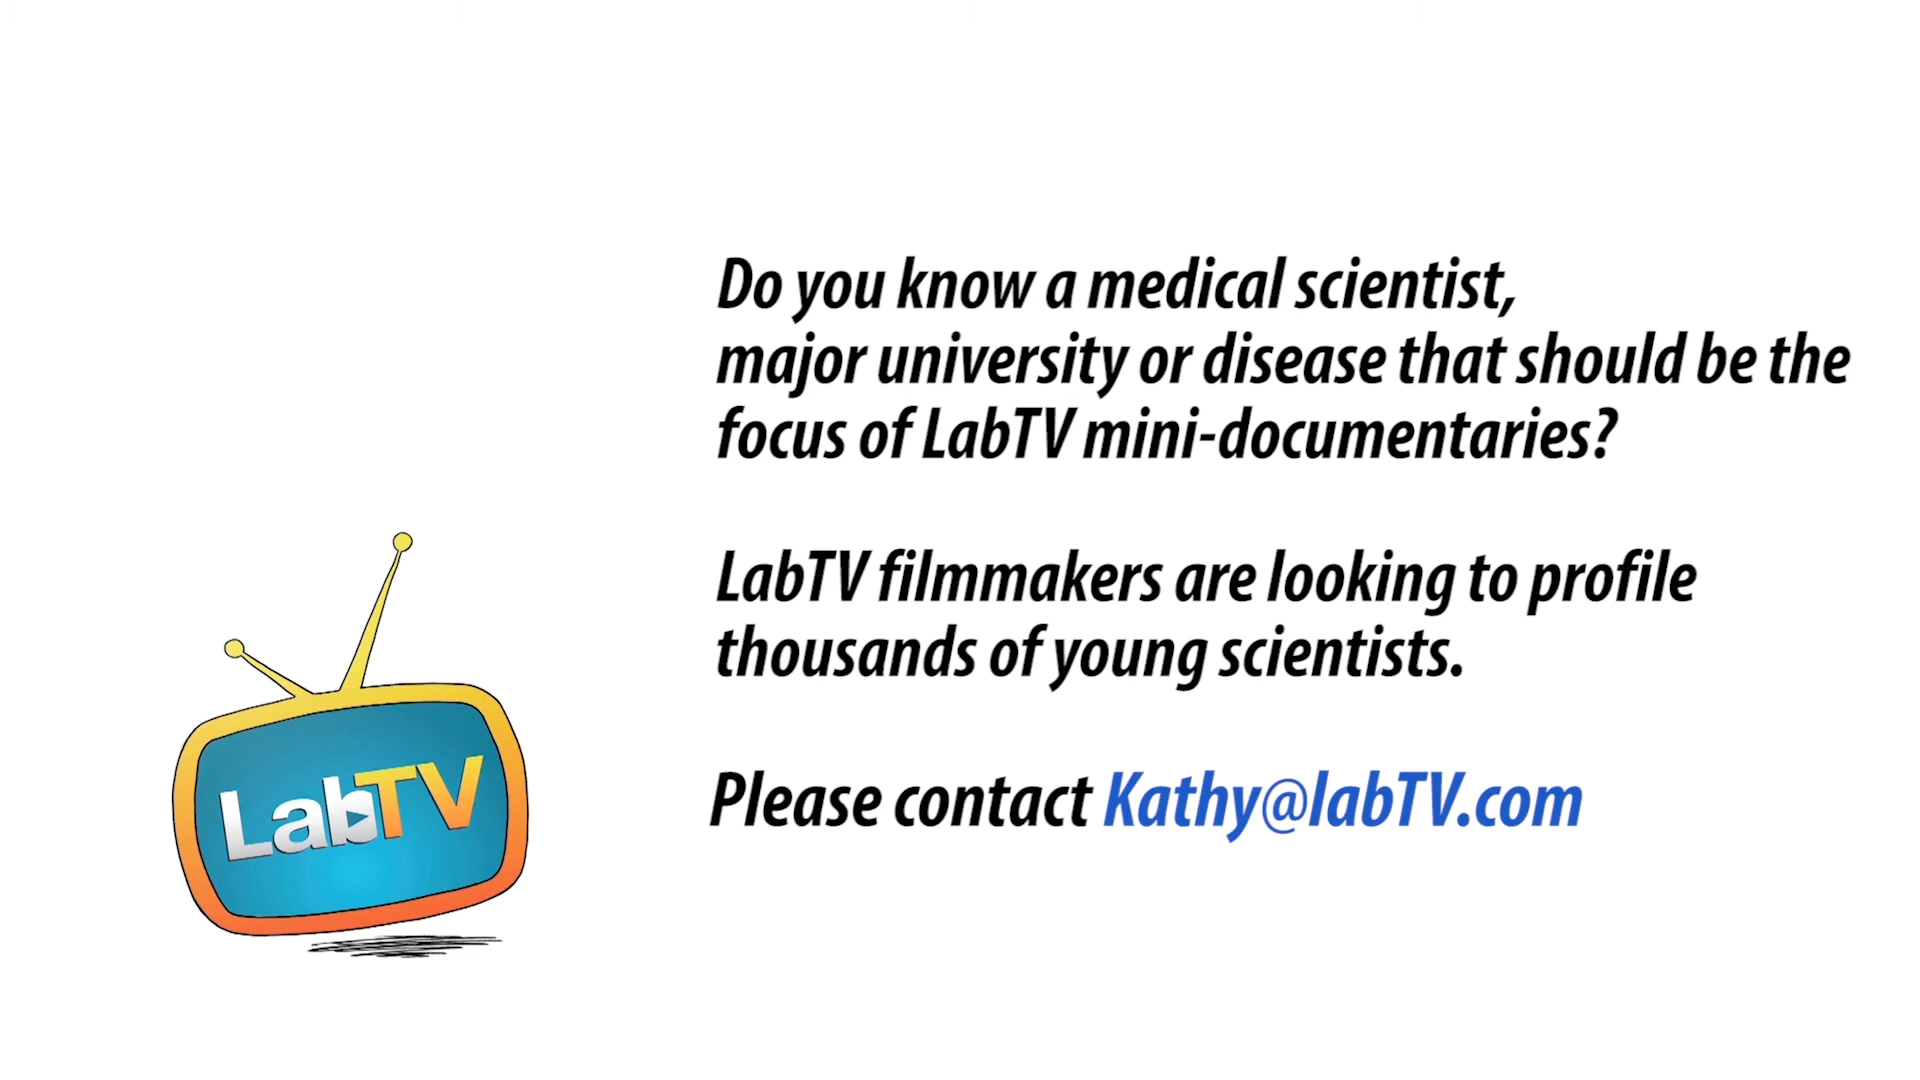 Do you know a medical scientist,
major university or disease that should be the
focus of LabTV mini-documentaries?
LabTV filmmakers are looking to profile
thousands of young scientists.
Please contact Kathy@labTV.com
LabTV